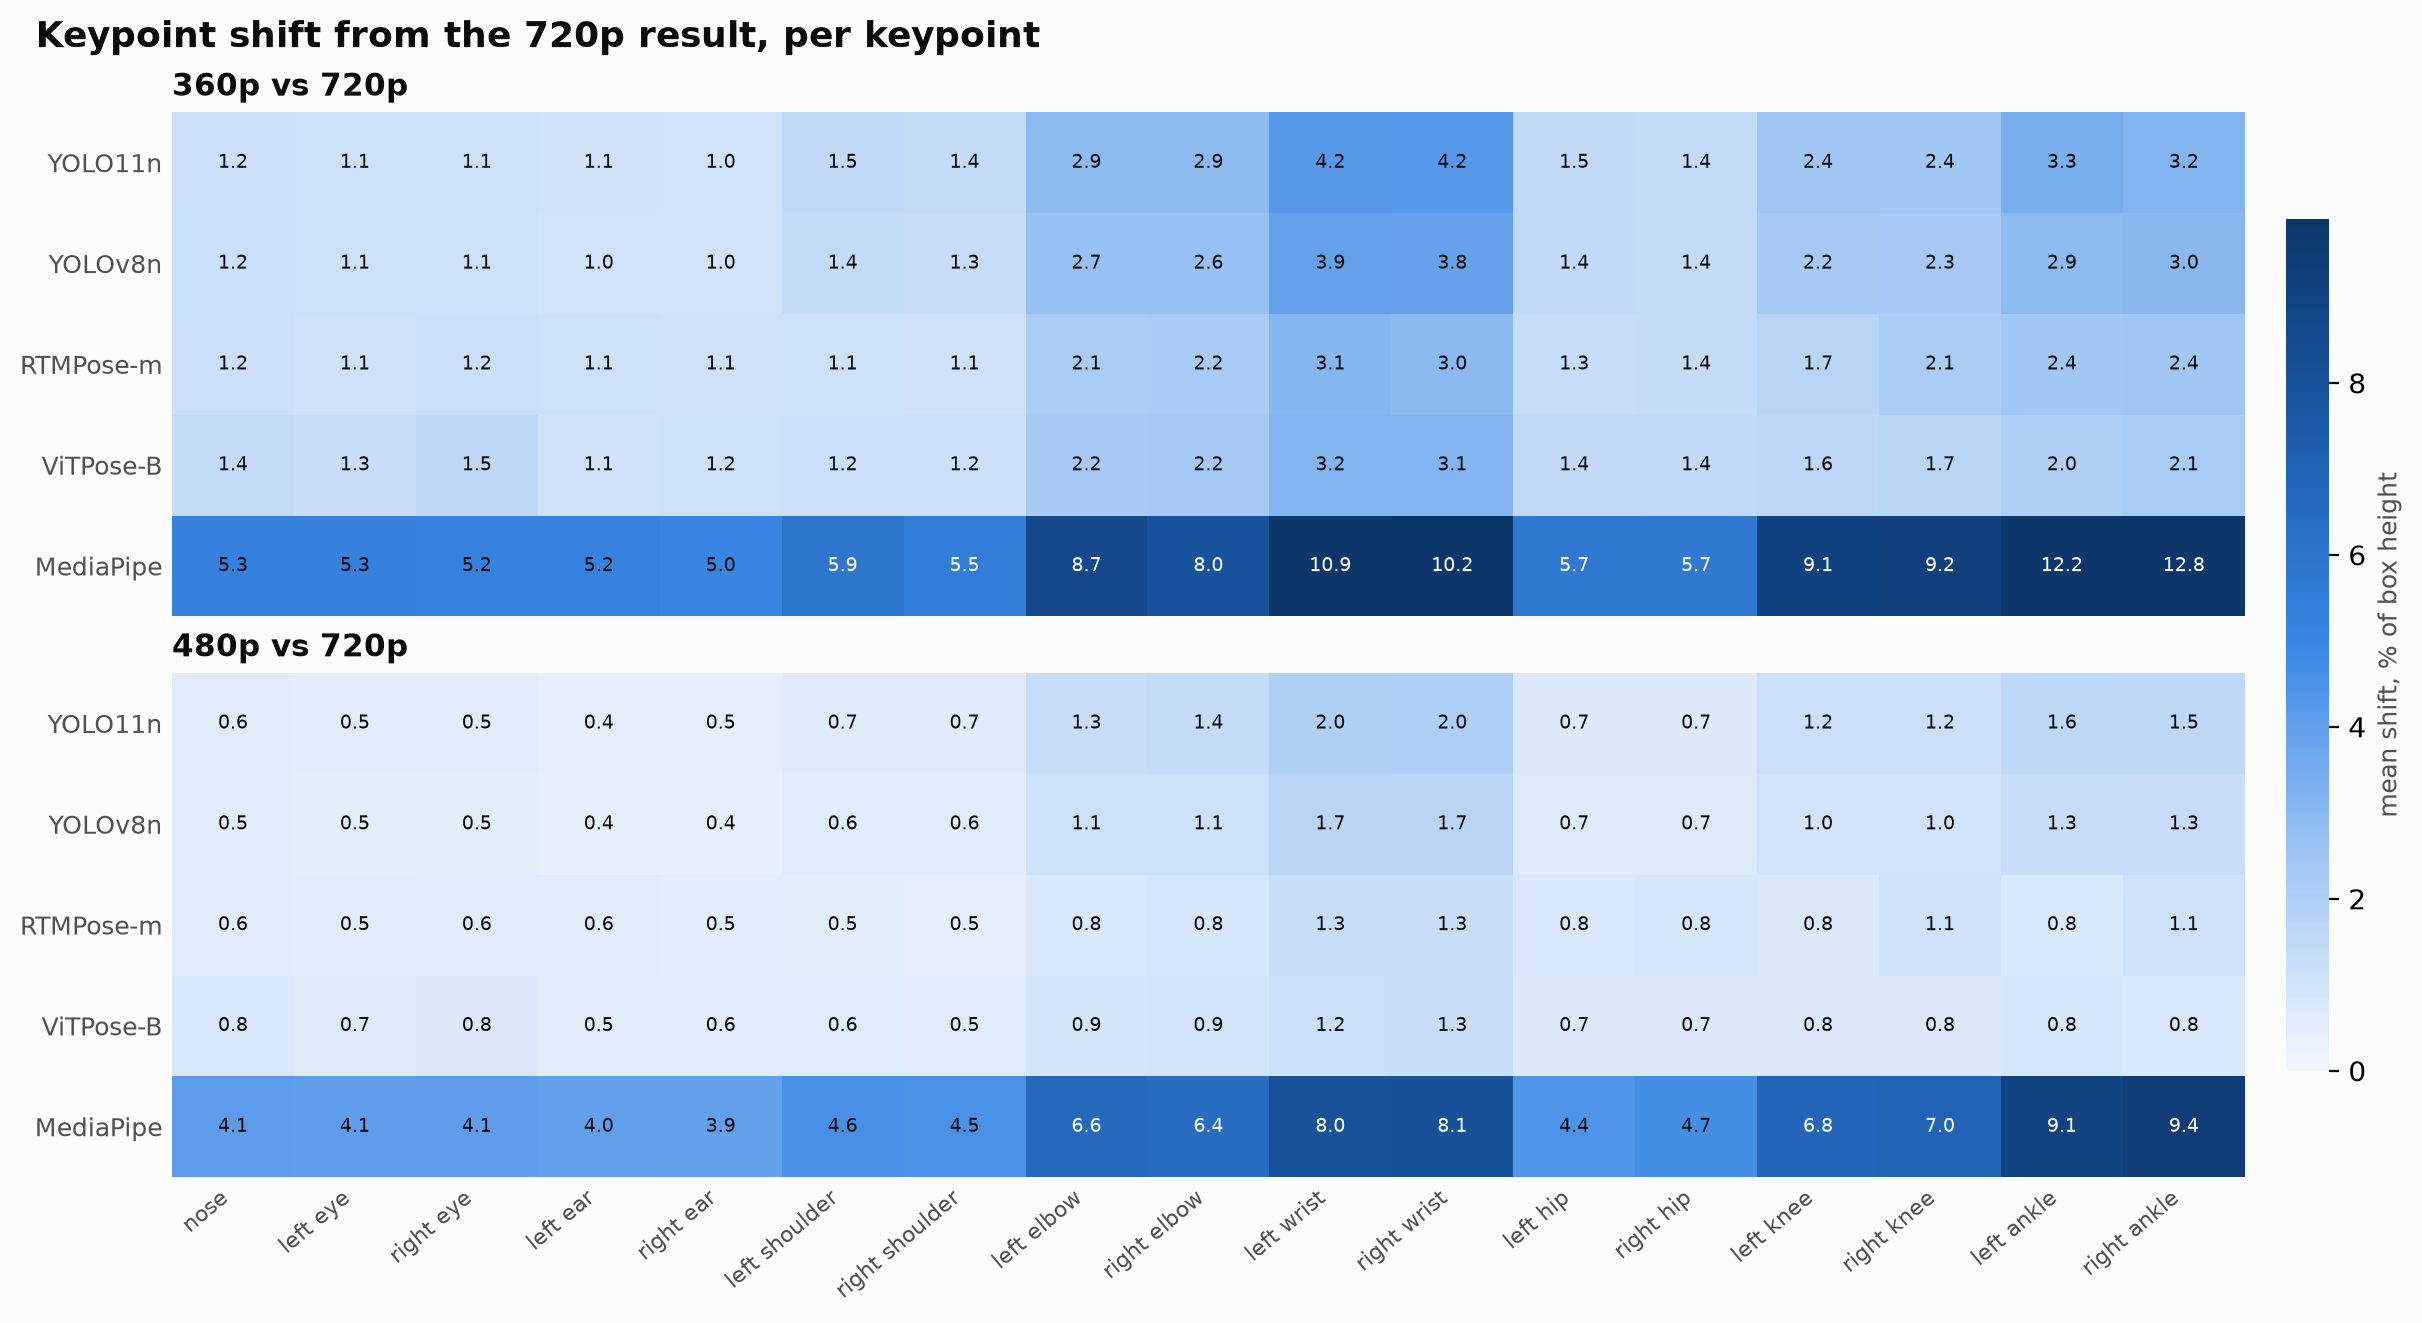 Keypoint shift from the 720p result, per keypoint
360p vs 720p
YOLO11n 1.2 1.1 1.1 1.1 1.0 1.5 1.4 2.9 2.9 4.2 4.2 1.5 1.4 2.4 2.4 3.3 3.2
YOLOv8n 1.2 1.1 1.1 1.0 1.0 1.4 1.3 2.7 2.6 3.9 3.8 1.4 1.4 2.2 2.3 2.9 3.0
RTMPose-m 1.2 1.1 1.2 1.1 1.1 1.1 1.1 2.1 2.2 3.1 3.0 1.3 1.4 1.7 2.1 2.4 2.4
ViTPose-B 1.4 1.3 1.5 1.1 1.2 1.2 1.2 2.2 2.2 3.2 3.1 1.4 1.4 1.6 1.7 2.0 2.1
MediaPipe 5.3 5.3 5.2 5.2 5.0 5.9 5.5 8.7 8.0 10.9 10.2 5.7 5.7 9.1 9.2 12.2 12.8
480p vs 720p
YOLO11n 0.6 0.5 0.5 0.4 0.5 0.7 0.7 1.3 1.4 2.0 2.0 0.7 0.7 1.2 1.2 1.6 1.5
YOLOv8n 0.5 0.5 0.5 0.4 0.4 0.6 0.6 1.1 1.1 1.7 1.7 0.7 0.7 1.0 1.0 1.3 1.3
RTMPose-m 0.6 0.5 0.6 0.6 0.5 0.5 0.5 0.8 0.8 1.3 1.3 0.8 0.8 0.8 1.1 0.8 1.1
ViTPose-B 0.8 0.7 0.8 0.5 0.6 0.6 0.5 0.9 0.9 1.2 1.3 0.7 0.7 0.8 0.8 0.8 0.8
MediaPipe 4.1 4.1 4.1 4.0 3.9 4.6 4.5 6.6 6.4 8.0 8.1 4.4 4.7 6.8 7.0 9.1 9.4
nose
left eye
right eye
left ear
right ear
left shoulder
right shoulder
left elbow
right elbow
left wrist
right wrist
left hip
right hip
left knee
right knee
left ankle
right ankle
8
6
4
2
0
mean shift, % of box height